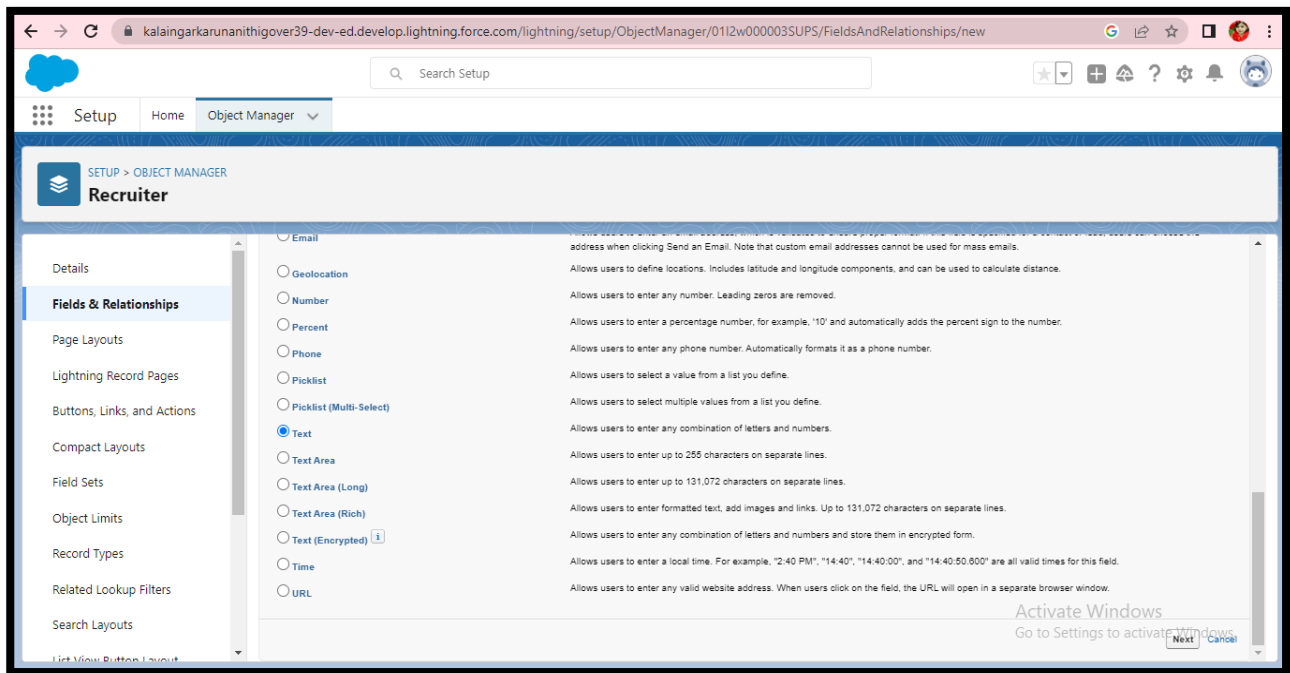 kalaingarkarunanithigover39-dev-ed.develop.lightning.force.com/lightning/setup/ObjectManager/01I2w000003SUPS/FieldsAndRelationships/new
Search Setup
Setup Home Object Manager
SETUP > OBJECT MANAGER
Recruiter
Details
Fields & Relationships
Page Layouts
Lightning Record Pages
Buttons, Links, and Actions
Compact Layouts
Field Sets
Object Limits
Record Types
Related Lookup Filters
Search Layouts
List View Button Layout
Email
address when clicking Send an Email. Note that custom email addresses cannot be used for mass emails.
Geolocation Allows users to define locations. Includes latitude and longitude components, and can be used to calculate distance.
Number Allows users to enter any number. Leading zeros are removed.
Percent Allows users to enter a percentage number, for example, '10' and automatically adds the percent sign to the number.
Phone Allows users to enter any phone number. Automatically formats it as a phone number.
Picklist Allows users to select a value from a list you define.
Picklist (Multi-Select) Allows users to select multiple values from a list you define.
Text Allows users to enter any combination of letters and numbers.
Text Area Allows users to enter up to 255 characters on separate lines.
Text Area (Long) Allows users to enter up to 131,072 characters on separate lines.
Text Area (Rich) Allows users to enter formatted text, add images and links. Up to 131,072 characters on separate lines.
Text (Encrypted) i Allows users to enter any combination of letters and numbers and store them in encrypted form.
Time Allows users to enter a local time. For example, "2:40 PM", "14:40", "14:40:00", and "14:40:50.600" are all valid times for this field.
URL Allows users to enter any valid website address. When users click on the field, the URL will open in a separate browser window.
Activate Windows
Go to Settings to activate Windows.
Next Cancel